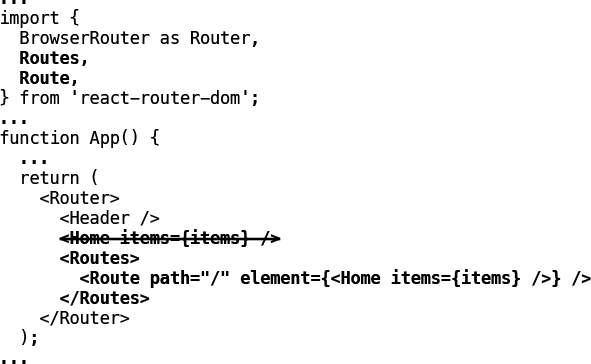 ...
import {
  BrowserRouter as Router,
  Routes,
  Route,
} from 'react-router-dom';
...
function App() {
  ...
  return (
    <Router>
      <Header />
      <Home items={items} />
      <Routes>
        <Route path="/" element={<Home items={items} />} />
      </Routes>
    </Router>
  );
...